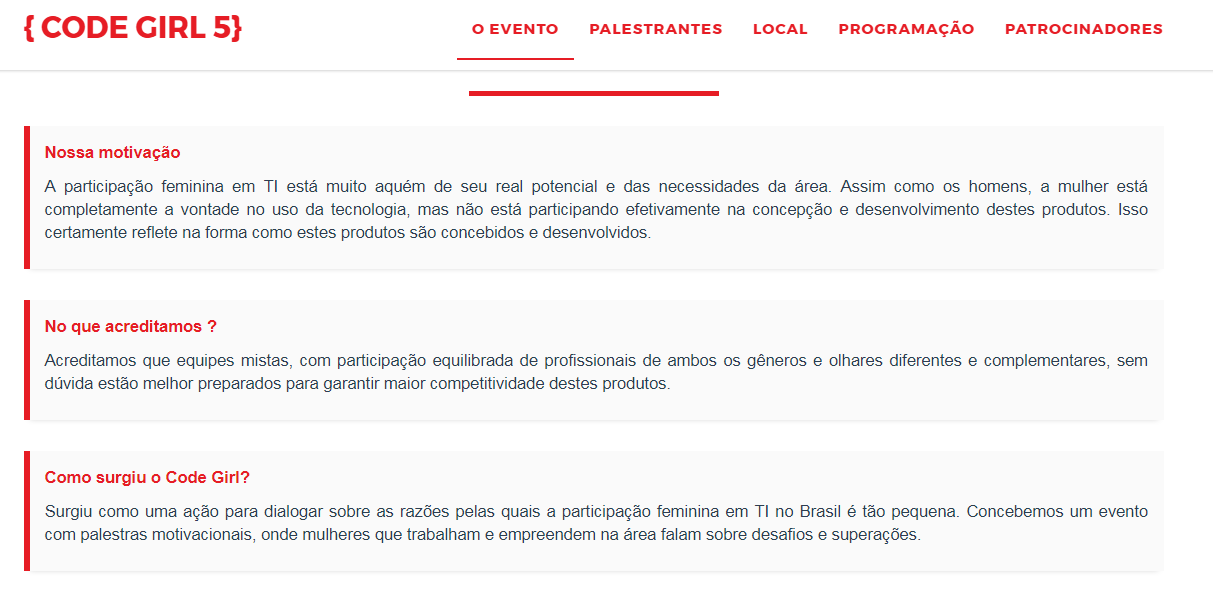 { CODE GIRL 5}
O EVENTO PALESTRANTES LOCAL PROGRAMAÇÃO PATROCINADORES
Nossa motivação
A participação feminina em TI está muito aquém de seu real potencial e das necessidades da área. Assim como os homens, a mulher está
completamente a vontade no uso da tecnologia, mas não está participando efetivamente na concepção e desenvolvimento destes produtos. Isso
certamente reflete na forma como estes produtos são concebidos e desenvolvidos.
No que acreditamos ?
Acreditamos que equipes mistas, com participação equilibrada de profissionais de ambos os gêneros e olhares diferentes e complementares, sem
dúvida estão melhor preparados para garantir maior competitividade destes produtos.
Como surgiu o Code Girl?
Surgiu como uma ação para dialogar sobre as razões pelas quais a participação feminina em TI no Brasil é tão pequena. Concebemos um evento
com palestras motivacionais, onde mulheres que trabalham e empreendem na área falam sobre desafios e superações.